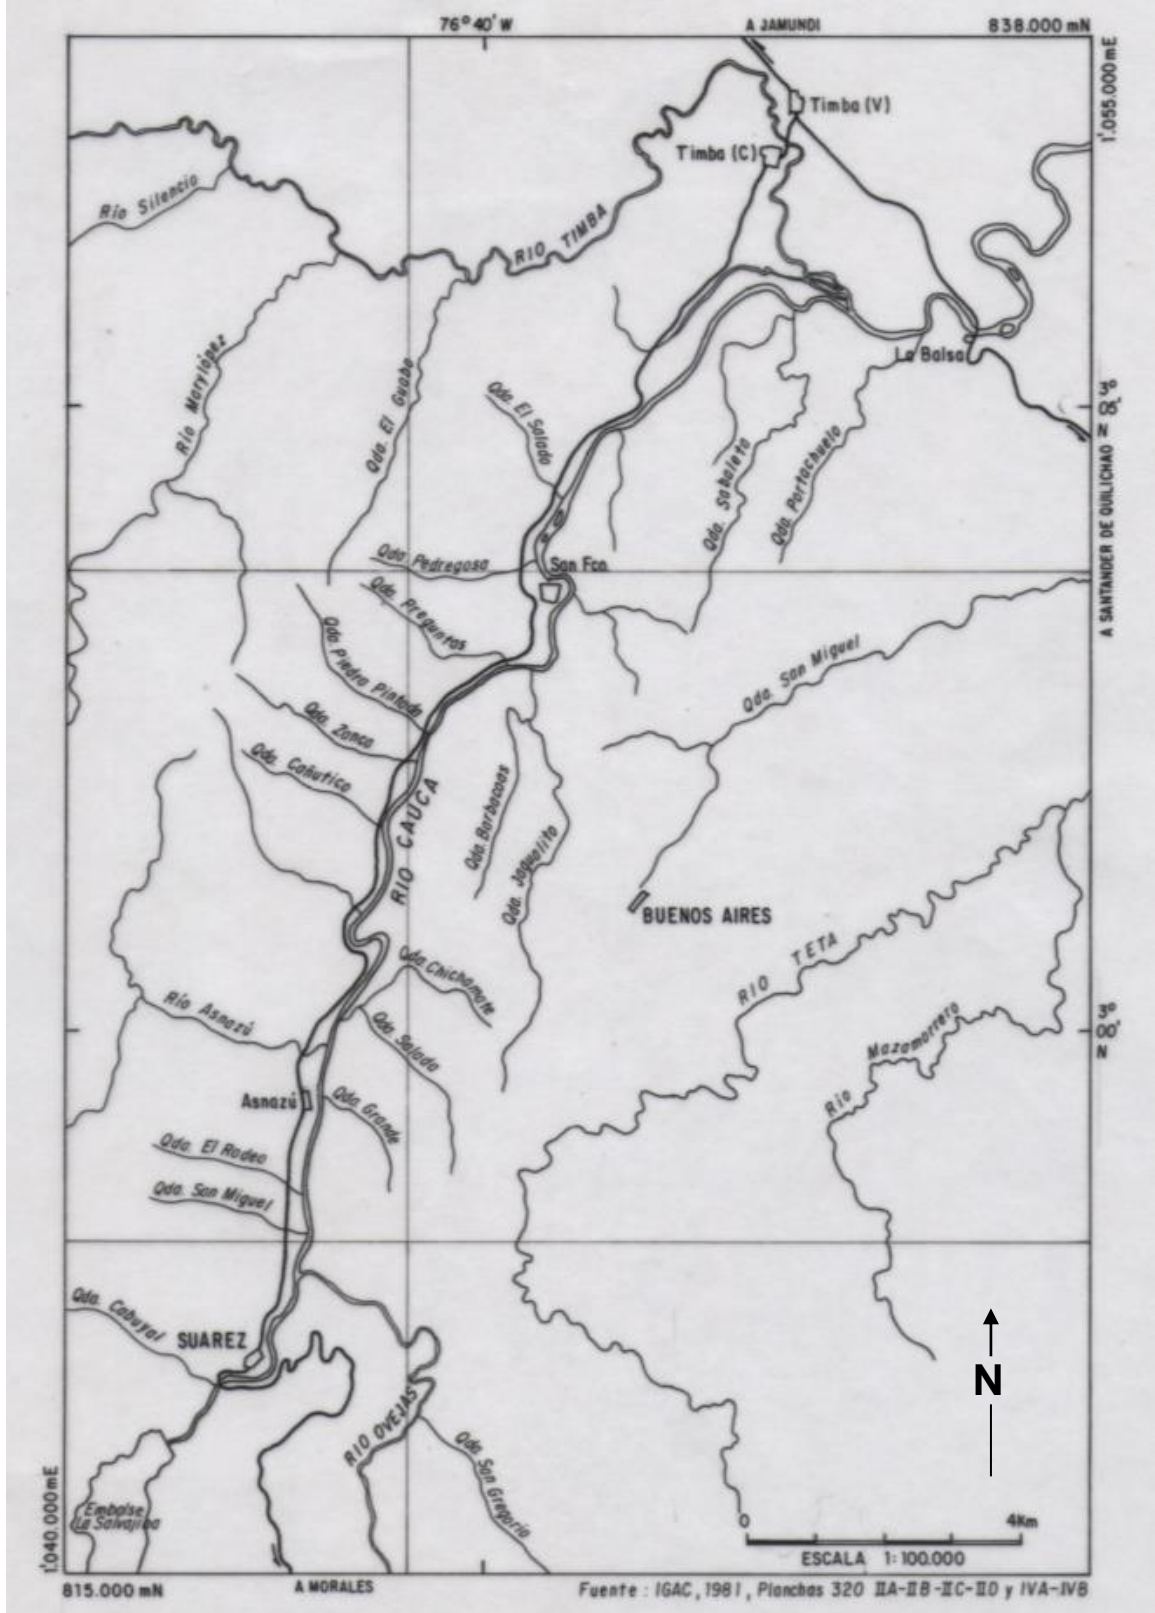 76° 40' W
A JAMUNDI
838.000 mN
1'055.000 mE
Timba (V)
Timba (C)
Río Silencio
RIO TIMBA
La Balsa
Río Marylópez
Qda. El Guabo
Qda. El Salado
3°
05'
N
Qda. Sabaleta
Qda. Portachuelo
A SANTANDER DE QUILICHAO
Qda. Pedregosa
San Fco.
Qda. Preguntas
Qda. Piedra Pintada
Qda. San Miguel
Qda. Zanca
Qda. Cañutico
RIO CAUCA
Qda. Barbacoas
Qda. Jagualito
BUENOS AIRES
RIO TETA
Qda. Chichamate
Río Asnazú
Qda. Salada
Río Mazamorrero
3°
00'
N
Asnazú
Qda. Grande
Qda. El Rodeo
Qda. San Miguel
Qda. Cabuyal
SUAREZ
N
RIO OVEJAS
Qda. San Gregorio
Embalse
La Salvajina
1'040.000 mE
0
4Km
ESCALA 1:100.000
815.000 mN
A MORALES
Fuente : IGAC, 1981, Planchas 320 IIA-IIB-IIC-IID y IVA-IVB